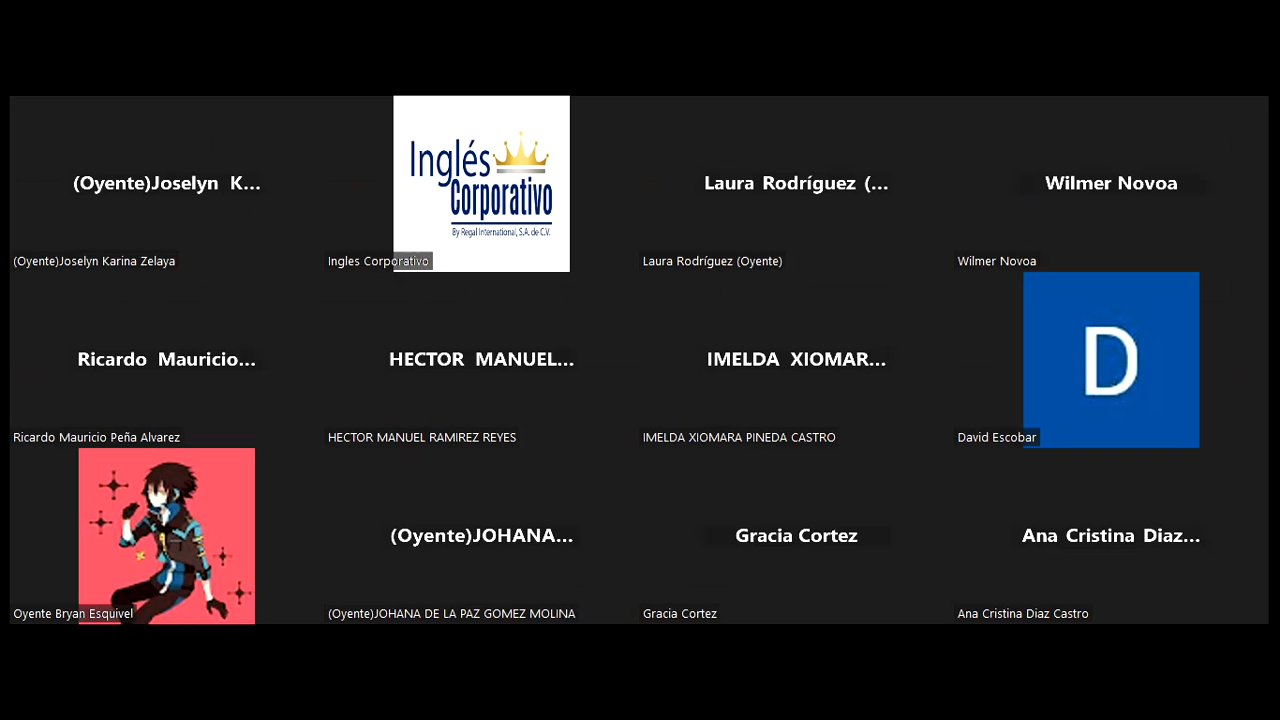 (Oyente)Joselyn K...
(Oyente)Joselyn Karina Zelaya
Inglés
Corporativo
By Regal International, S.A. de C.V.
Ingles Corporativo
Laura Rodríguez (...
Laura Rodríguez (Oyente)
Wilmer Novoa
Wilmer Novoa
Ricardo Mauricio...
Ricardo Mauricio Peña Alvarez
HECTOR MANUEL...
HECTOR MANUEL RAMIREZ REYES
IMELDA XIOMAR...
IMELDA XIOMARA PINEDA CASTRO
D
David Escobar
Oyente Bryan Esquivel
(Oyente)JOHANA...
(Oyente)JOHANA DE LA PAZ GOMEZ MOLINA
Gracia Cortez
Gracia Cortez
Ana Cristina Diaz...
Ana Cristina Diaz Castro